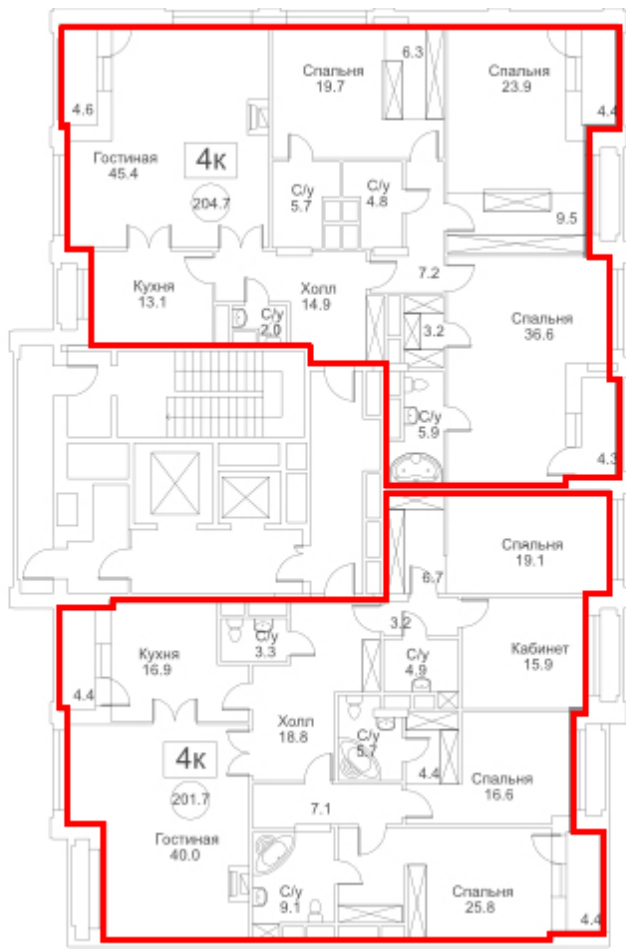 6.3
Спальня
19.7
Спальня
23.9
4.6
4.4
Гостиная
45.4
4к
204.7
С/у
5.7
С/у
4.8
9.5
7.2
Кухня
13.1
Холл
14.9
С/у
2.0
3.2
Спальня
36.6
С/у
5.9
4.3
Спальня
19.1
6.7
3.2
С/у
3.3
Кухня
16.9
Кабинет
15.9
С/у
4.9
4.4
Холл
18.8
С/у
5.7
4к
201.7
4.4
Спальня
16.6
7.1
Гостиная
40.0
С/у
9.1
Спальня
25.8
4.4